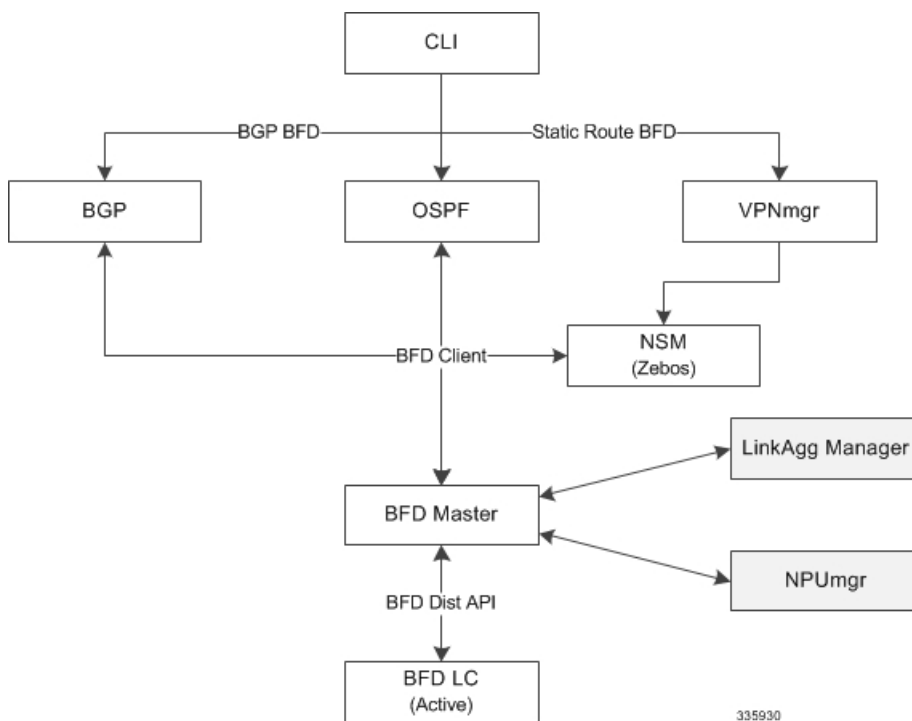 CLI
BGP BFD
Static Route BFD
BGP
OSPF
VPNmgr
NSM
(Zebos)
BFD Client
LinkAgg Manager
BFD Master
NPUmgr
BFD Dist API
BFD LC
(Active)
335930